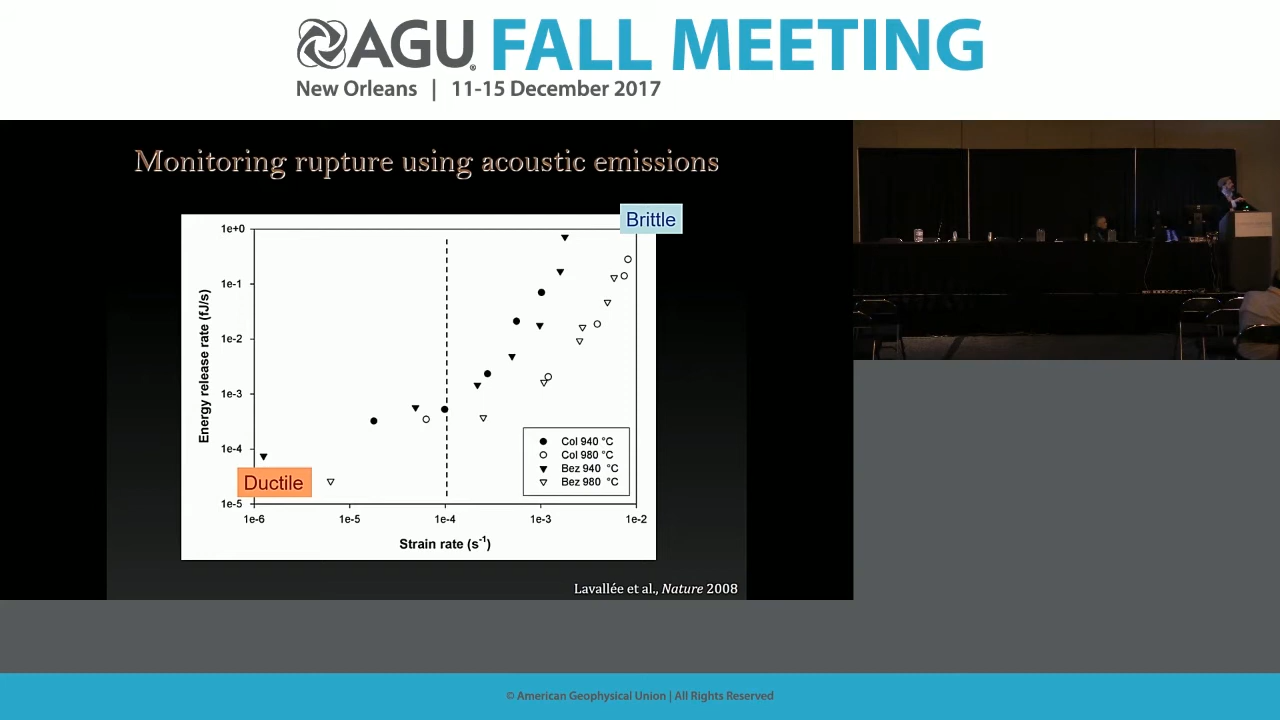 AGU FALL MEETING
New Orleans | 11-15 December 2017
Monitoring rupture using acoustic emissions
Brittle
1e+0
1e-1
1e-2
1e-3
1e-4
1e-5
Energy release rate (fJ/s)
Col 940 °C
Col 980 °C
Bez 940 °C
Bez 980 °C
Ductile
1e-6 1e-5 1e-4 1e-3 1e-2
Strain rate (s⁻¹)
Lavallée et al., Nature 2008
© American Geophysical Union | All Rights Reserved